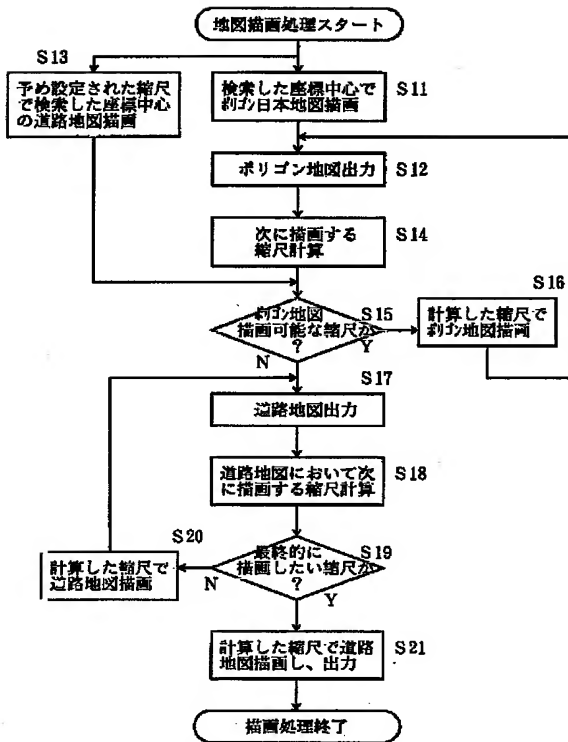 地図描画処理スタート
S13
予め設定された縮尺
で検索した座標中心
の道路地図描画
検索した座標中心で
ﾎﾟﾘｺﾞﾝ日本地図描画
S11
ポリゴン地図出力
S12
次に描画する
縮尺計算
S14
ﾎﾟﾘｺﾞﾝ地図
描画可能な縮尺か
?
S15
N
Y
S16
計算した縮尺で
ﾎﾟﾘｺﾞﾝ地図描画
S17
道路地図出力
道路地図において次
に描画する縮尺計算
S18
S20
計算した縮尺で
道路地図描画
最終的に
描画したい縮尺か
?
S19
N
Y
計算した縮尺で道路
地図描画し、出力
S21
描画処理終了